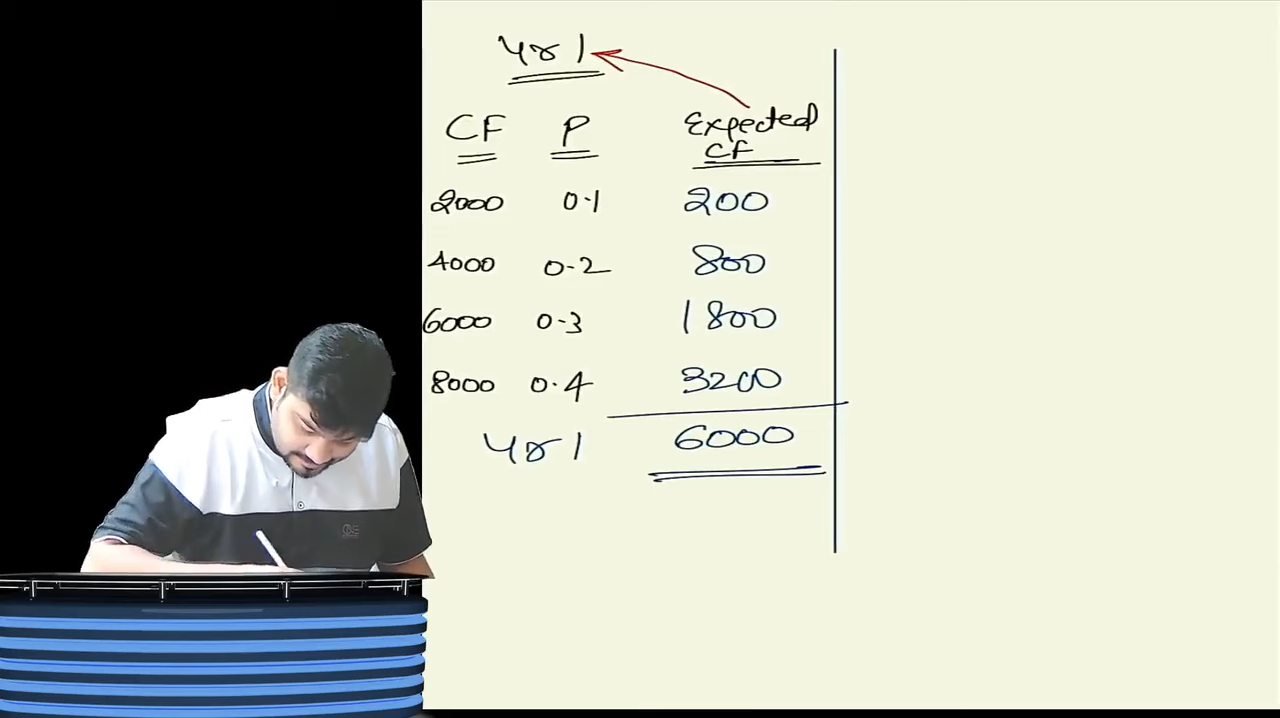 Yr 1
CF P Expected CF
2000 0.1 200
4000 0.2 800
6000 0.3 1800
8000 0.4 3200
Yr 1 6000